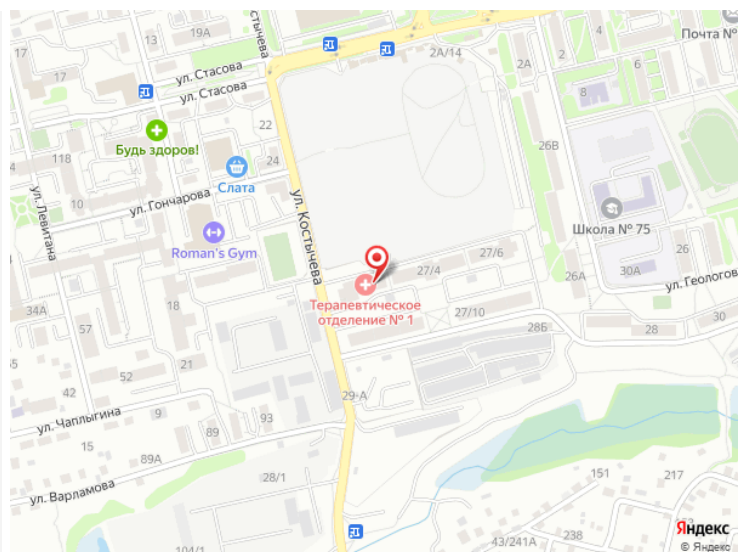 17
13
19А
Костычева
ул. Стасова
ул. Стасова
2А/14
2А
2
4
6
Почта №
17
22
8
118
Будь здоров!
24
Слата
26В
10
ул. Гончарова
ул. Левитана
ул. Костычева
Школа № 75
Roman's Gym
27/6
27/4
30А
26А
ул. Геологов
34А
57
18
Терапевтическое
отделение № 1
27/10
28Б
28
30
21
42
52
29-А
ул. Чаплыгина
9
93
15
89
89А
28/1
ул. Варламова
151
217
43/241А
238
104/1
Яндекс
© Яндекс